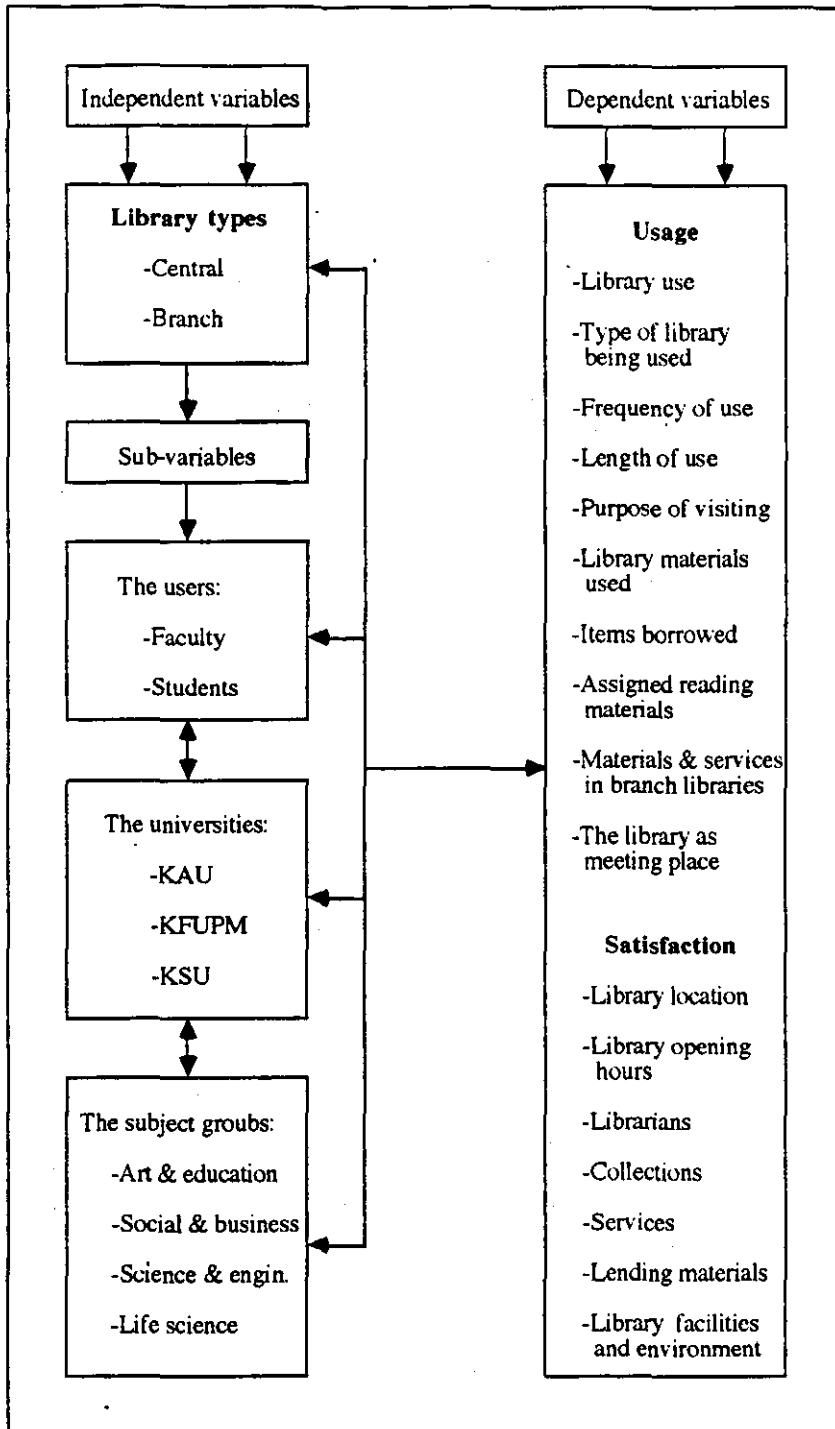 Independent variables
Library types
-Central
-Branch
Sub-variables
The users:
-Faculty
-Students
The universities:
-KAU
-KFUPM
-KSU
The subject groubs:
-Art & education
-Social & business
-Science & engin.
-Life science
Dependent variables
Usage
-Library use
-Type of library
being used
-Frequency of use
-Length of use
-Purpose of visiting
-Library materials
used
-Items borrowed
-Assigned reading
materials
-Materials & services
in branch libraries
-The library as
meeting place
Satisfaction
-Library location
-Library opening
hours
-Librarians
-Collections
-Services
-Lending materials
-Library facilities
and environment